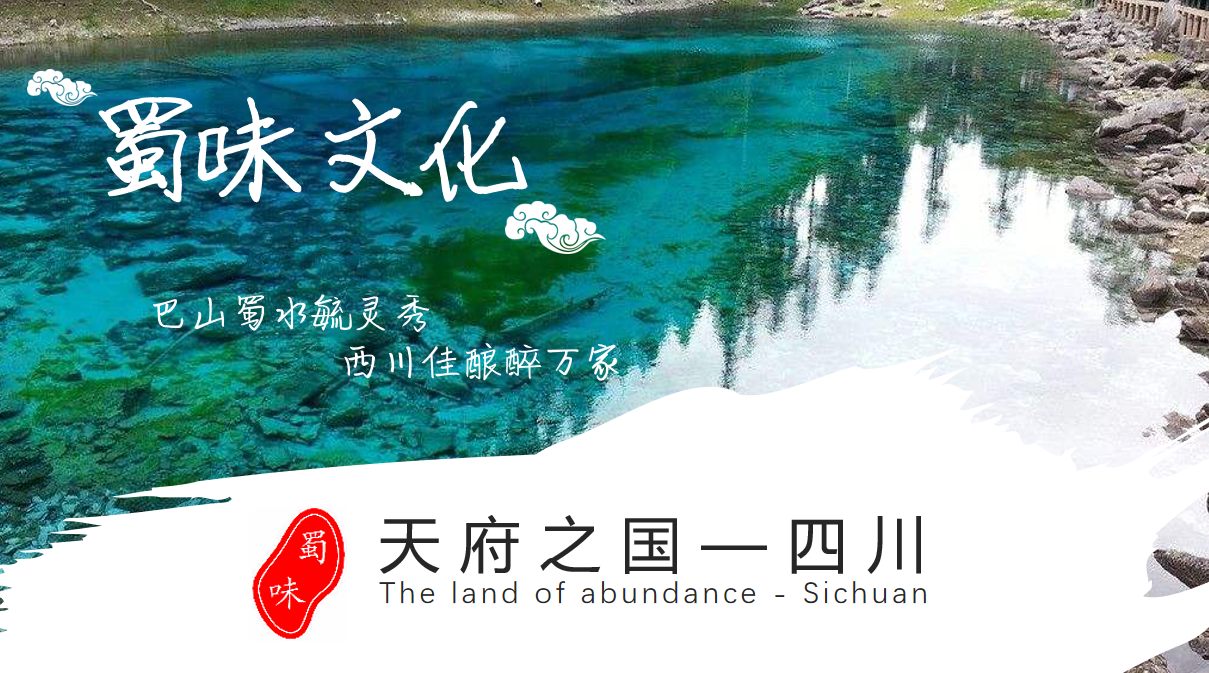 蜀味文化
巴山蜀水毓灵秀
西川佳酿醉万家
蜀味
天府之国—四川
The land of abundance - Sichuan